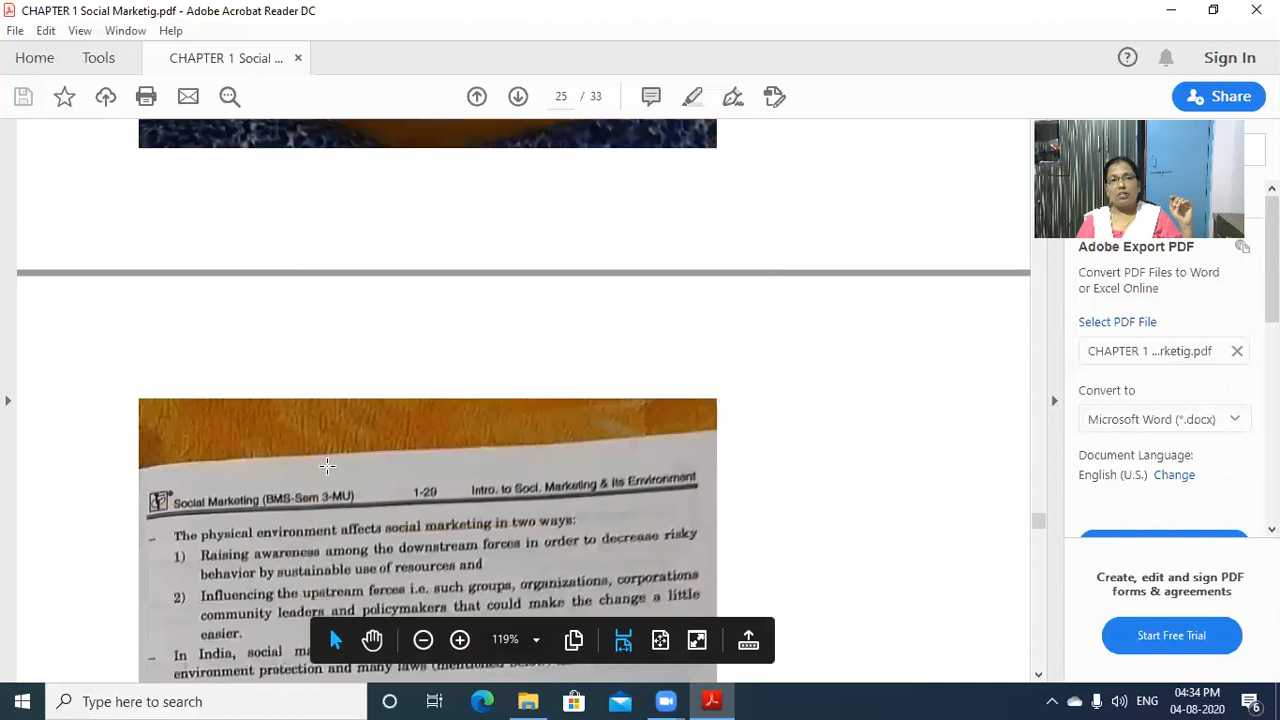 CHAPTER 1 Social Marketig.pdf - Adobe Acrobat Reader DC
File Edit View Window Help
Home Tools CHAPTER 1 Social ... Sign In
25 / 33 Share
Adobe Export PDF
Convert PDF Files to Word
or Excel Online
Select PDF File
CHAPTER 1 ...rketig.pdf
Convert to
Microsoft Word (*.docx)
Document Language:
English (U.S.) Change
Create, edit and sign PDF
forms & agreements
Start Free Trial
Social Marketing (BMS-Sem 3-MU) 1-29 Intro. to Socl. Marketing & Its Environment
– The physical environment affects social marketing in two ways:
1) Raising awareness among the downstream forces in order to decrease risky
behavior by sustainable use of resources and
2) Influencing the upstream forces i.e. such groups, organizations, corporations
community leaders and policymakers that could make the change a little
easier.
– In India, social
environment protection and many laws (mentioned below)
119%
Type here to search
ENG
04:34 PM
04-08-2020
6